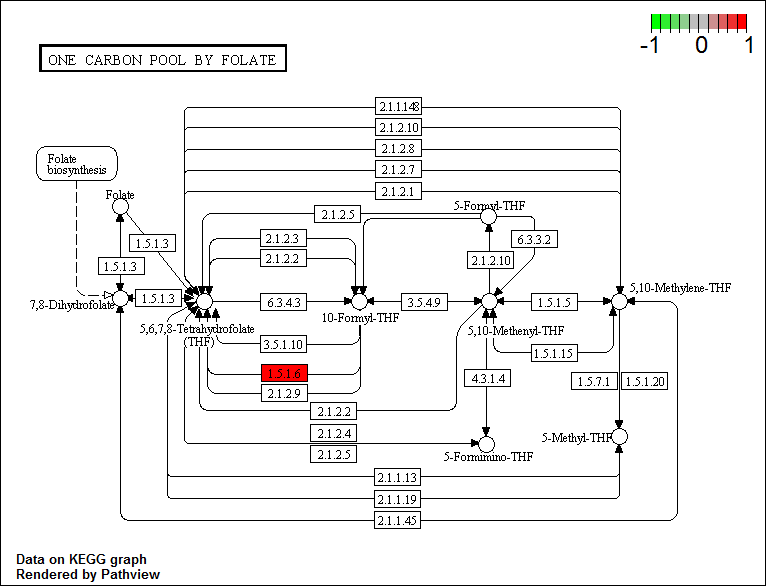 -1 0 1
ONE CARBON POOL BY FOLATE
2.1.1.148
2.1.2.10
2.1.2.8
2.1.2.7
2.1.2.1
Folate
biosynthesis
Folate
5-Formyl-THF
2.1.2.5
1.5.1.3
2.1.2.3
6.3.3.2
2.1.2.2
2.1.2.10
1.5.1.3
5,10-Methylene-THF
7,8-Dihydrofolate
1.5.1.3
6.3.4.3
3.5.4.9
1.5.1.5
10-Formyl-THF
5,6,7,8-Tetrahydrofolate
(THF)
5,10-Methenyl-THF
3.5.1.10
1.5.1.15
1.5.1.6
4.3.1.4
1.5.7.1
1.5.1.20
2.1.2.9
2.1.2.2
2.1.2.4
5-Methyl-THF
2.1.2.5
5-Formimino-THF
2.1.1.13
2.1.1.19
2.1.1.45
Data on KEGG graph
Rendered by Pathview